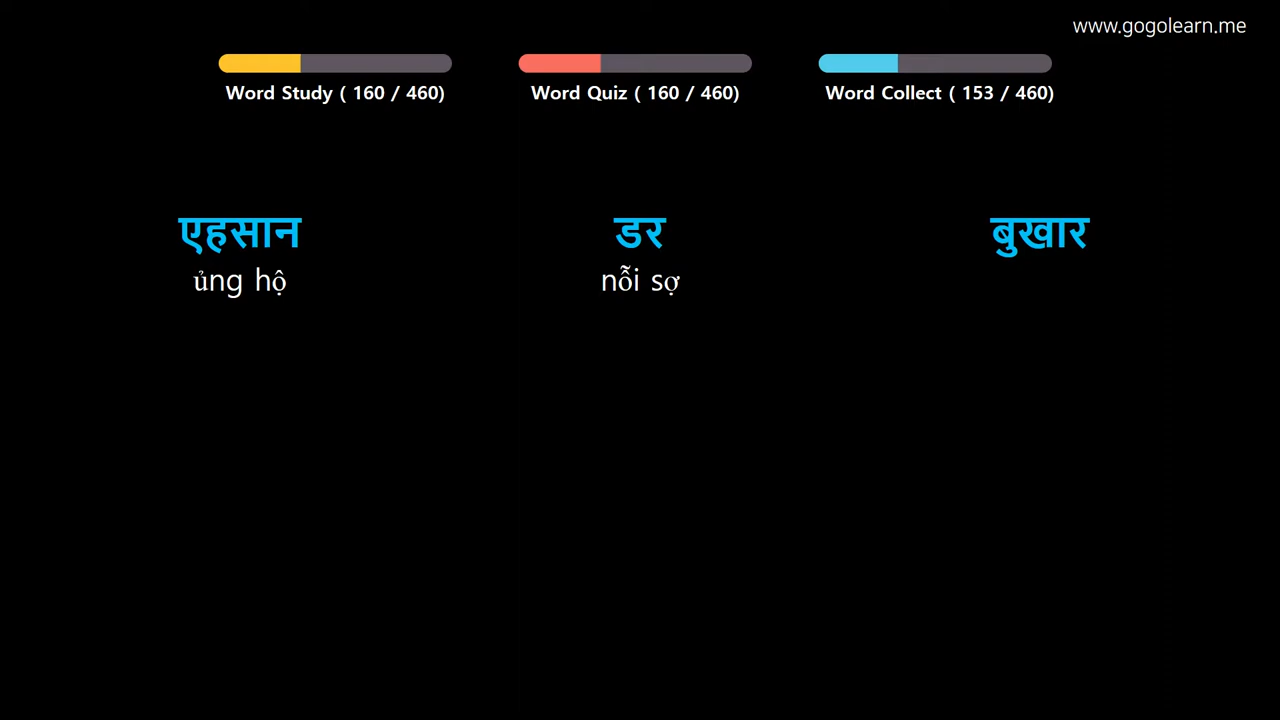 www.gogolearn.me
Word Study ( 160 / 460)
Word Quiz ( 160 / 460)
Word Collect ( 153 / 460)
एहसान
डर
बुखार
ủng hộ
nỗi sợ